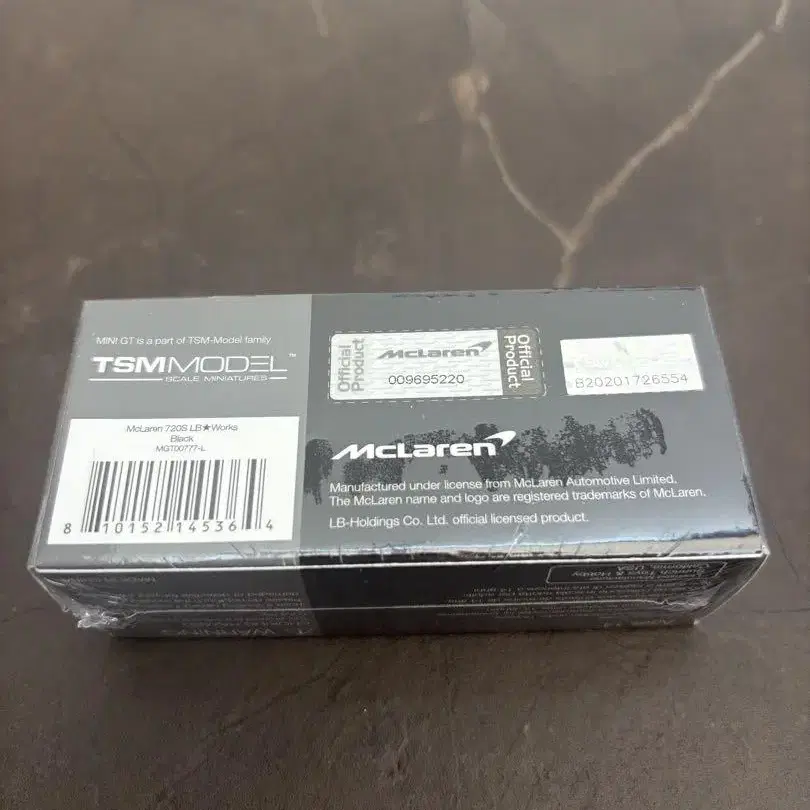 MINI GT is a part of TSM-Model family
TSMMODEL™
SCALE MINIATURES
McLaren 720S LB★Works
Black
MGT00777-L
8 10152 14536 4
Official Product
McLaren
009695220
Official Product
B20201726554
McLaren
Manufactured under license from McLaren Automotive Limited.
The McLaren name and logo are registered trademarks of McLaren.
LB-Holdings Co. Ltd. official licensed product.
WARNING